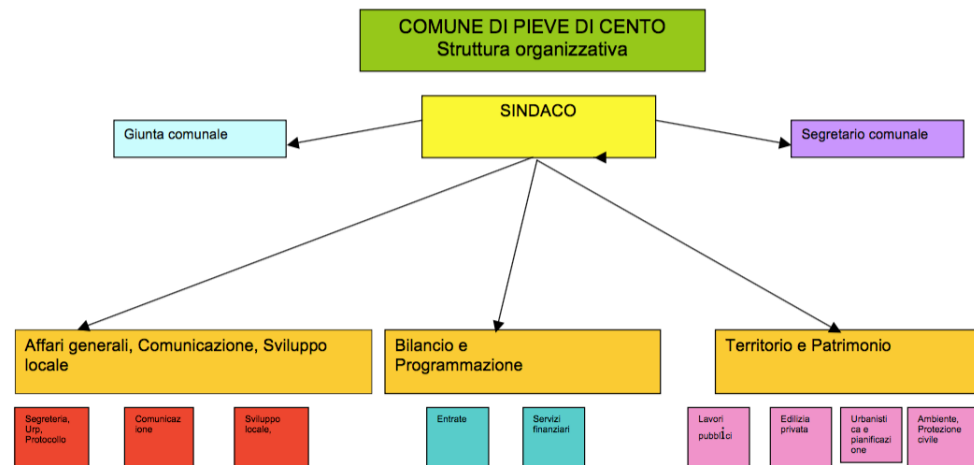 COMUNE DI PIEVE DI CENTO
Struttura organizzativa
SINDACO
Giunta comunale
Segretario comunale
Affari generali, Comunicazione, Sviluppo
locale
Bilancio e
Programmazione
Territorio e Patrimonio
Segreteria,
Urp,
Protocollo
Comunicaz
ione
Sviluppo
locale,
Entrate
Servizi
finanziari
Lavori
pubblici
Edilizia
privata
Urbanisti
ca e
pianificazi
one
Ambiente,
Protezione
civile